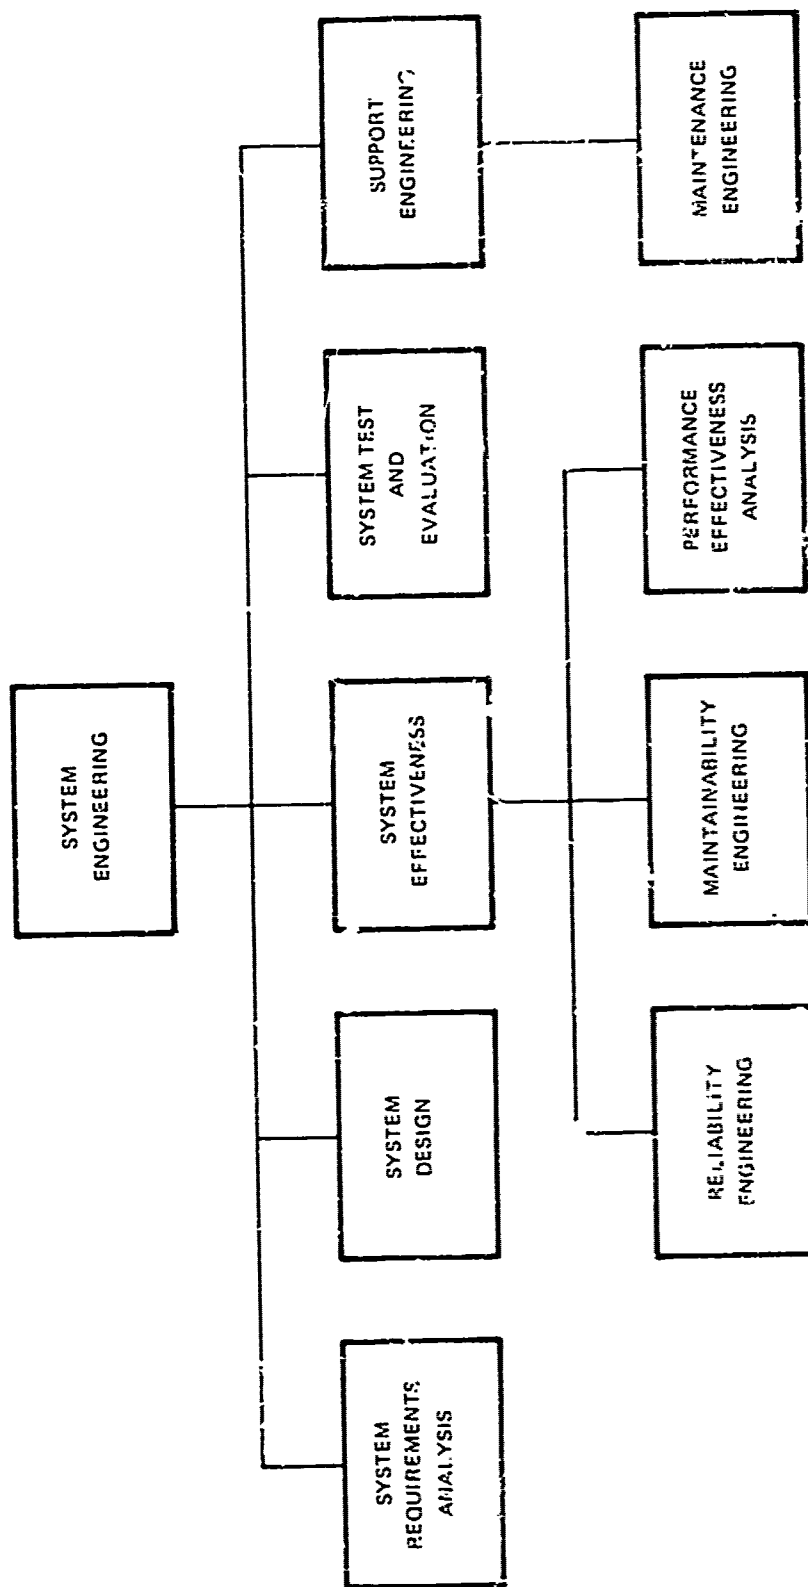 SYSTEM
ENGINEERING
SYSTEM
REQUIREMENTS
ANALYSIS
SYSTEM
DESIGN
SYSTEM
EFFECTIVENESS
SYSTEM TEST
AND
EVALUATION
SUPPORT
ENGINEERING
RELIABILITY
ENGINEERING
MAINTAINABILITY
ENGINEERING
PERFORMANCE
EFFECTIVENESS
ANALYSIS
MAINTENANCE
ENGINEERING